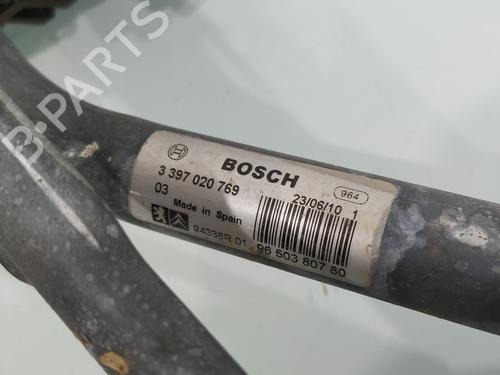 B-PARTS
BOSCH
3 397 020 769
964
03
23/06/10 1
Made in Spain
94338R 01
96 503 807 80